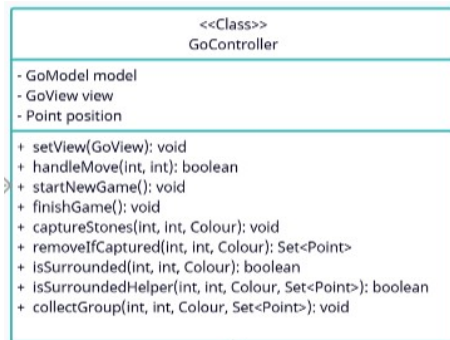 <<Class>>
GoController
- GoModel model
- GoView view
- Point position
+ setView(GoView): void
+ handleMove(int, int): boolean
+ startNewGame(): void
+ finishGame(): void
+ captureStones(int, int, Colour): void
+ removeIfCaptured(int, int, Colour): Set<Point>
+ isSurrounded(int, int, Colour): boolean
+ isSurroundedHelper(int, int, Colour, Set<Point>): boolean
+ collectGroup(int, int, Colour, Set<Point>): void